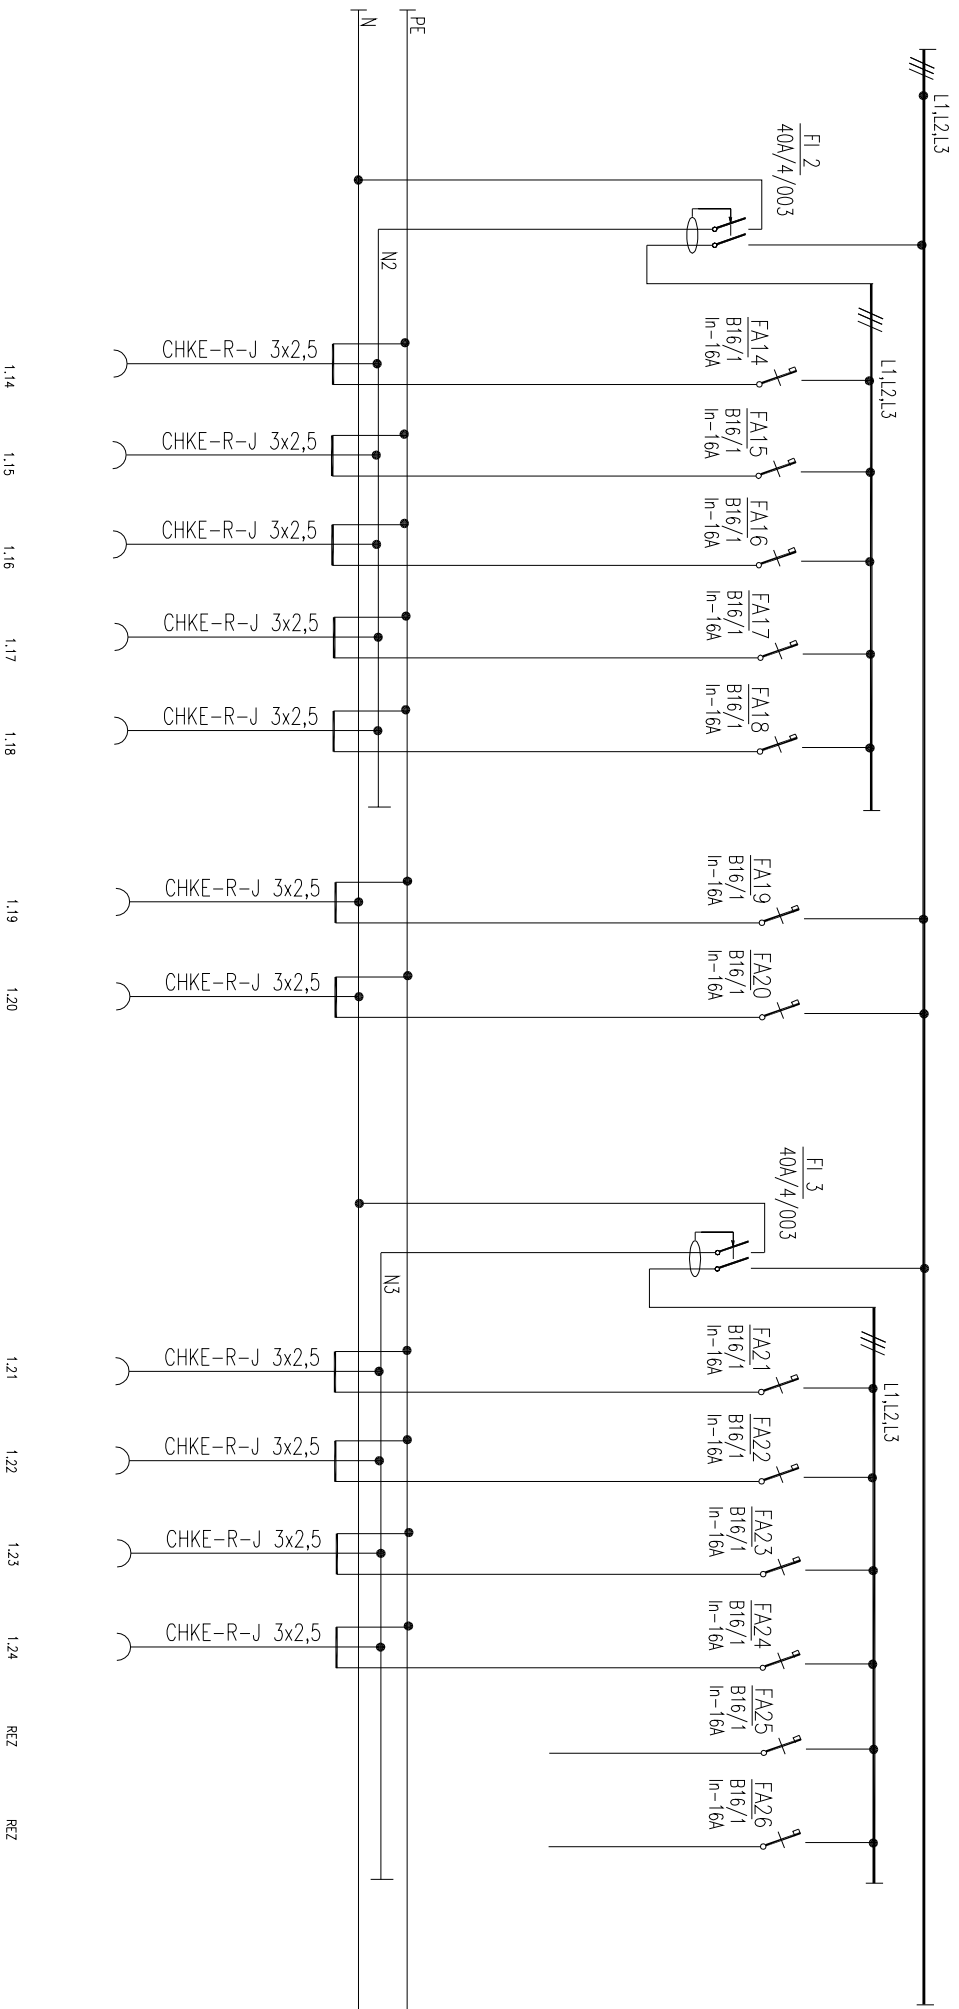 L1,L2,L3
PE
N
FI 2
40A/4/003
N2
L1,L2,L3
FA14
B16/1
In-16A
CHKE-R-J 3x2,5
1.14
FA15
B16/1
In-16A
CHKE-R-J 3x2,5
1.15
FA16
B16/1
In-16A
CHKE-R-J 3x2,5
1.16
FA17
B16/1
In-16A
CHKE-R-J 3x2,5
1.17
FA18
B16/1
In-16A
CHKE-R-J 3x2,5
1.18
FA19
B16/1
In-16A
CHKE-R-J 3x2,5
1.19
FA20
B16/1
In-16A
CHKE-R-J 3x2,5
1.20
FI 3
40A/4/003
N3
L1,L2,L3
FA21
B16/1
In-16A
CHKE-R-J 3x2,5
1.21
FA22
B16/1
In-16A
CHKE-R-J 3x2,5
1.22
FA23
B16/1
In-16A
CHKE-R-J 3x2,5
1.23
FA24
B16/1
In-16A
CHKE-R-J 3x2,5
1.24
FA25
B16/1
In-16A
REZ
FA26
B16/1
In-16A
REZ